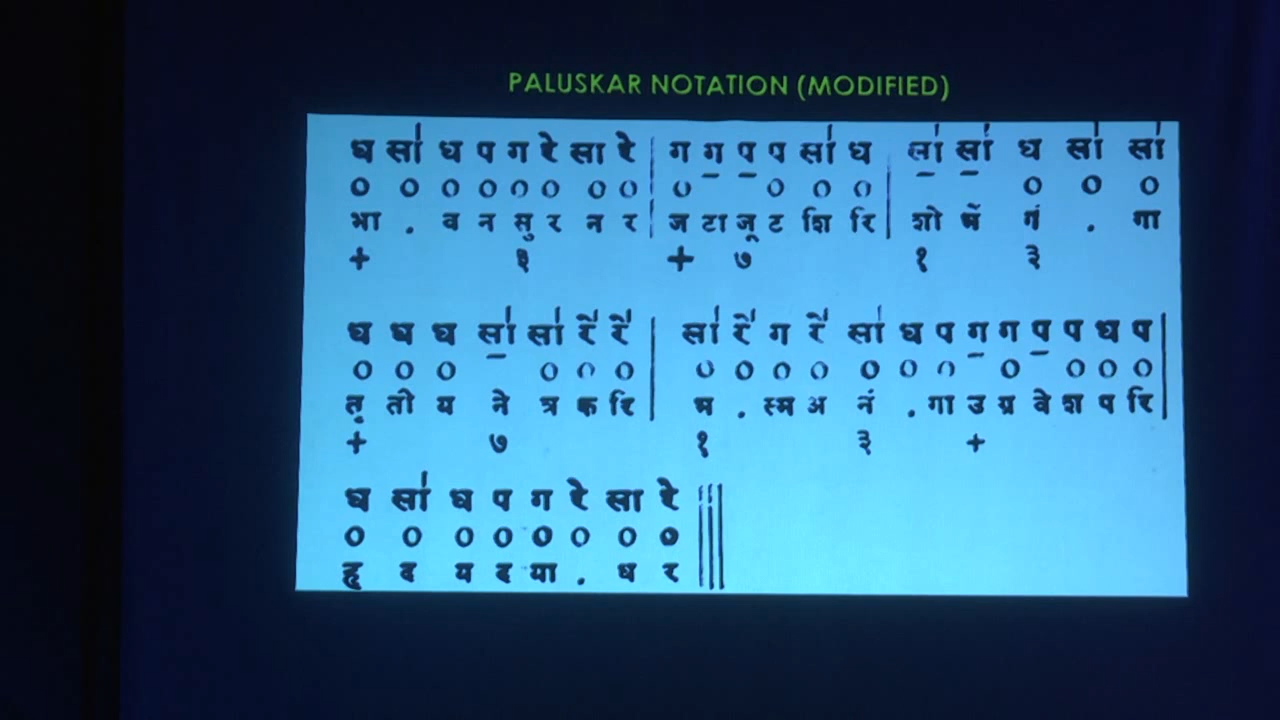 PALUSKAR NOTATION (MODIFIED)
ध सां ध प ग रे सा रे | ग ग प प सां ध | सां सां ध सां सां
० ० ० ० ० ० ० ० ० ० ० ० ० ० ०
भा . व न सु र न र | ज टा जू ट शि रि | शो भें गं . गा
+ ३ + ७ १ ३
ध ध ध सां सां रें रें | सां रें ग रें सां ध प ग ग प प ध प |
० ० ० ० ० ० ० ० ० ० ० ० ० ० ० ० ०
तृ ती य ने त्र क रि | भ . स्म अ नं . गा उ ग्र वे श प रि |
+ ७ १ ३ +
ध सां ध प ग रे सा रे |||
० ० ० ० ० ० ० ०
हृ द य द या . ध र